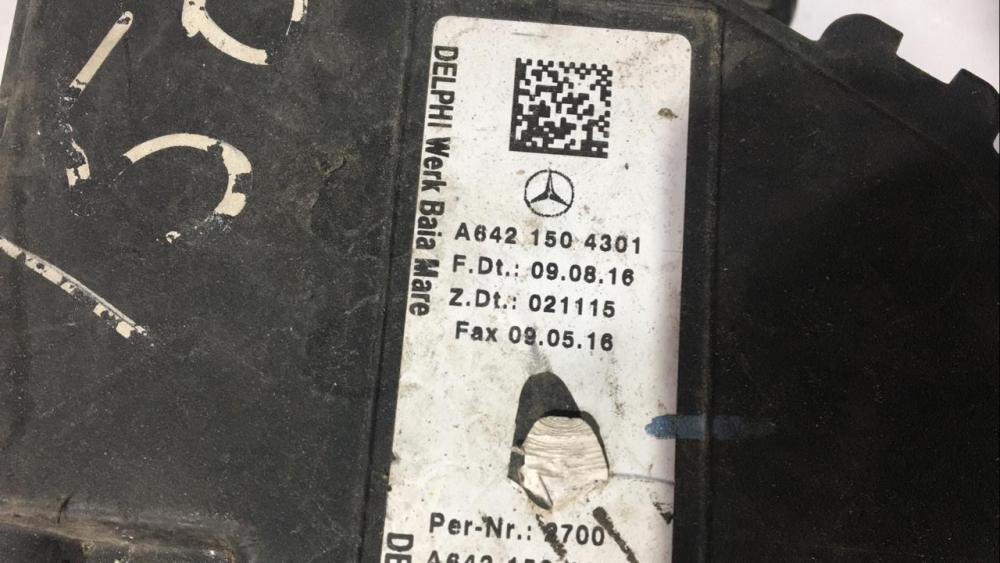 DELPHI Werk Baia Mare
A642 150 4301
F.Dt.: 09.08.16
Z.Dt.: 021115
Fax 09.05.16
Per-Nr.: 2700